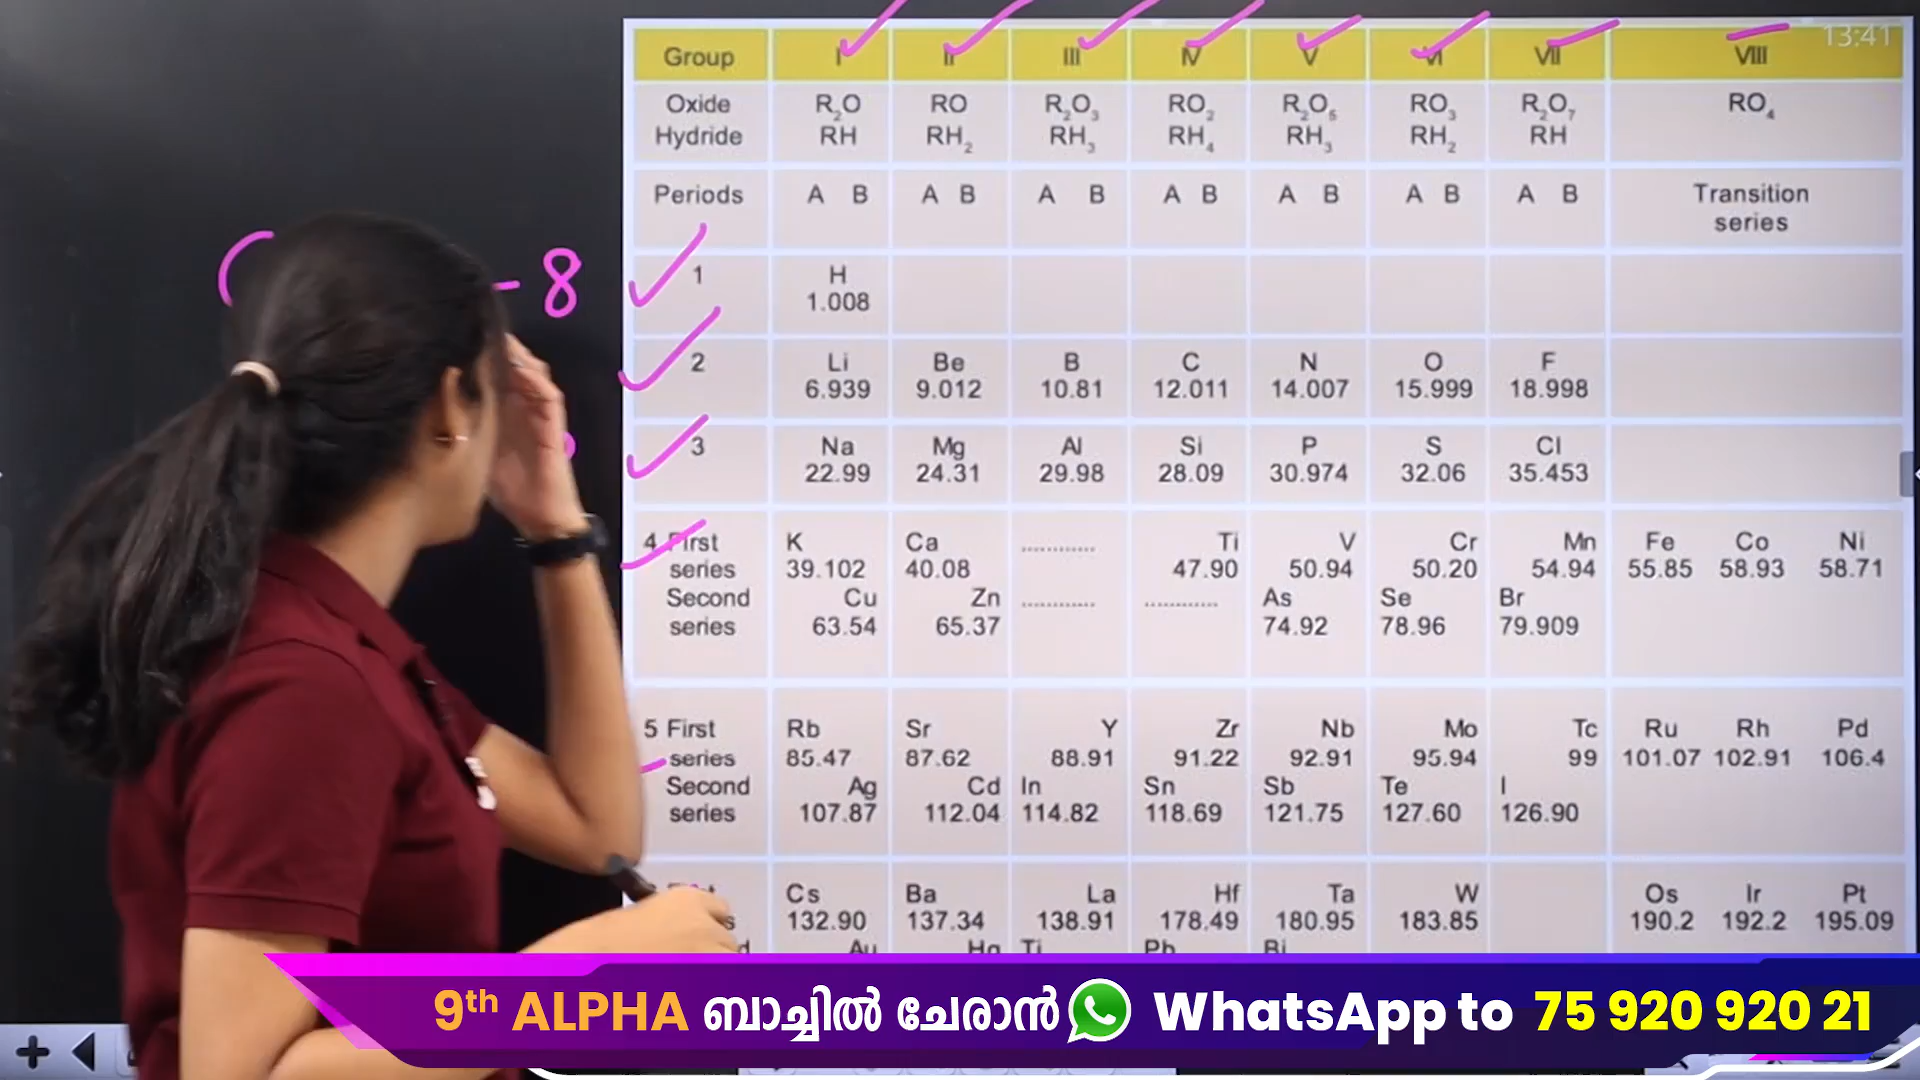 13:41
Group I II III IV V VI VII VIII
Oxide R₂O RO R₂O₃ RO₂ R₂O₅ RO₃ R₂O₇ RO₄
Hydride RH RH₂ RH₃ RH₄ RH₃ RH₂ RH
Periods A B A B A B A B A B A B A B Transition
series
- 8
1 H
1.008
2 Li Be B C N O F
6.939 9.012 10.81 12.011 14.007 15.999 18.998
3 Na Mg Al Si P S Cl
22.99 24.31 29.98 28.09 30.974 32.06 35.453
4 First K Ca ............ Ti V Cr Mn Fe Co Ni
series 39.102 40.08 47.90 50.94 50.20 54.94 55.85 58.93 58.71
Second Cu Zn ............ ............ As Se Br
series 63.54 65.37 74.92 78.96 79.909
5 First Rb Sr Y Zr Nb Mo Tc Ru Rh Pd
series 85.47 87.62 88.91 91.22 92.91 95.94 99 101.07 102.91 106.4
Second Ag Cd In Sn Sb Te I
series 107.87 112.04 114.82 118.69 121.75 127.60 126.90
Cs Ba La Hf Ta W Os Ir Pt
132.90 137.34 138.91 178.49 180.95 183.85 190.2 192.2 195.09
Au Hg Ti Pb Bi
9th ALPHA ബാച്ചിൽ ചേരാൻ WhatsApp to 75 920 920 21